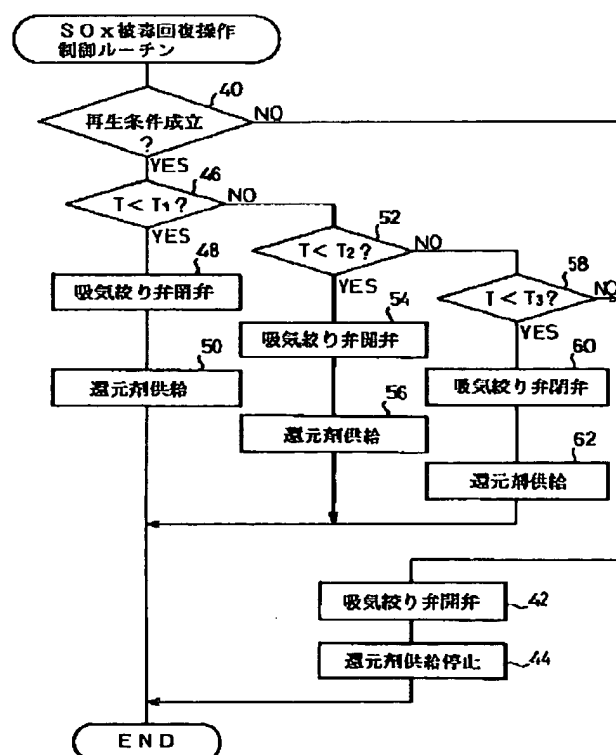 SOx被毒回復操作
制御ルーチン
40
再生条件成立
?
NO
YES
46
T<T1?
NO
YES
52
T<T2?
NO
YES
58
T<T3?
NO
YES
48
吸気絞り弁閉弁
54
吸気絞り弁開弁
60
吸気絞り弁閉弁
50
還元剤供給
56
還元剤供給
62
還元剤供給
吸気絞り弁開弁
42
還元剤供給停止
44
END